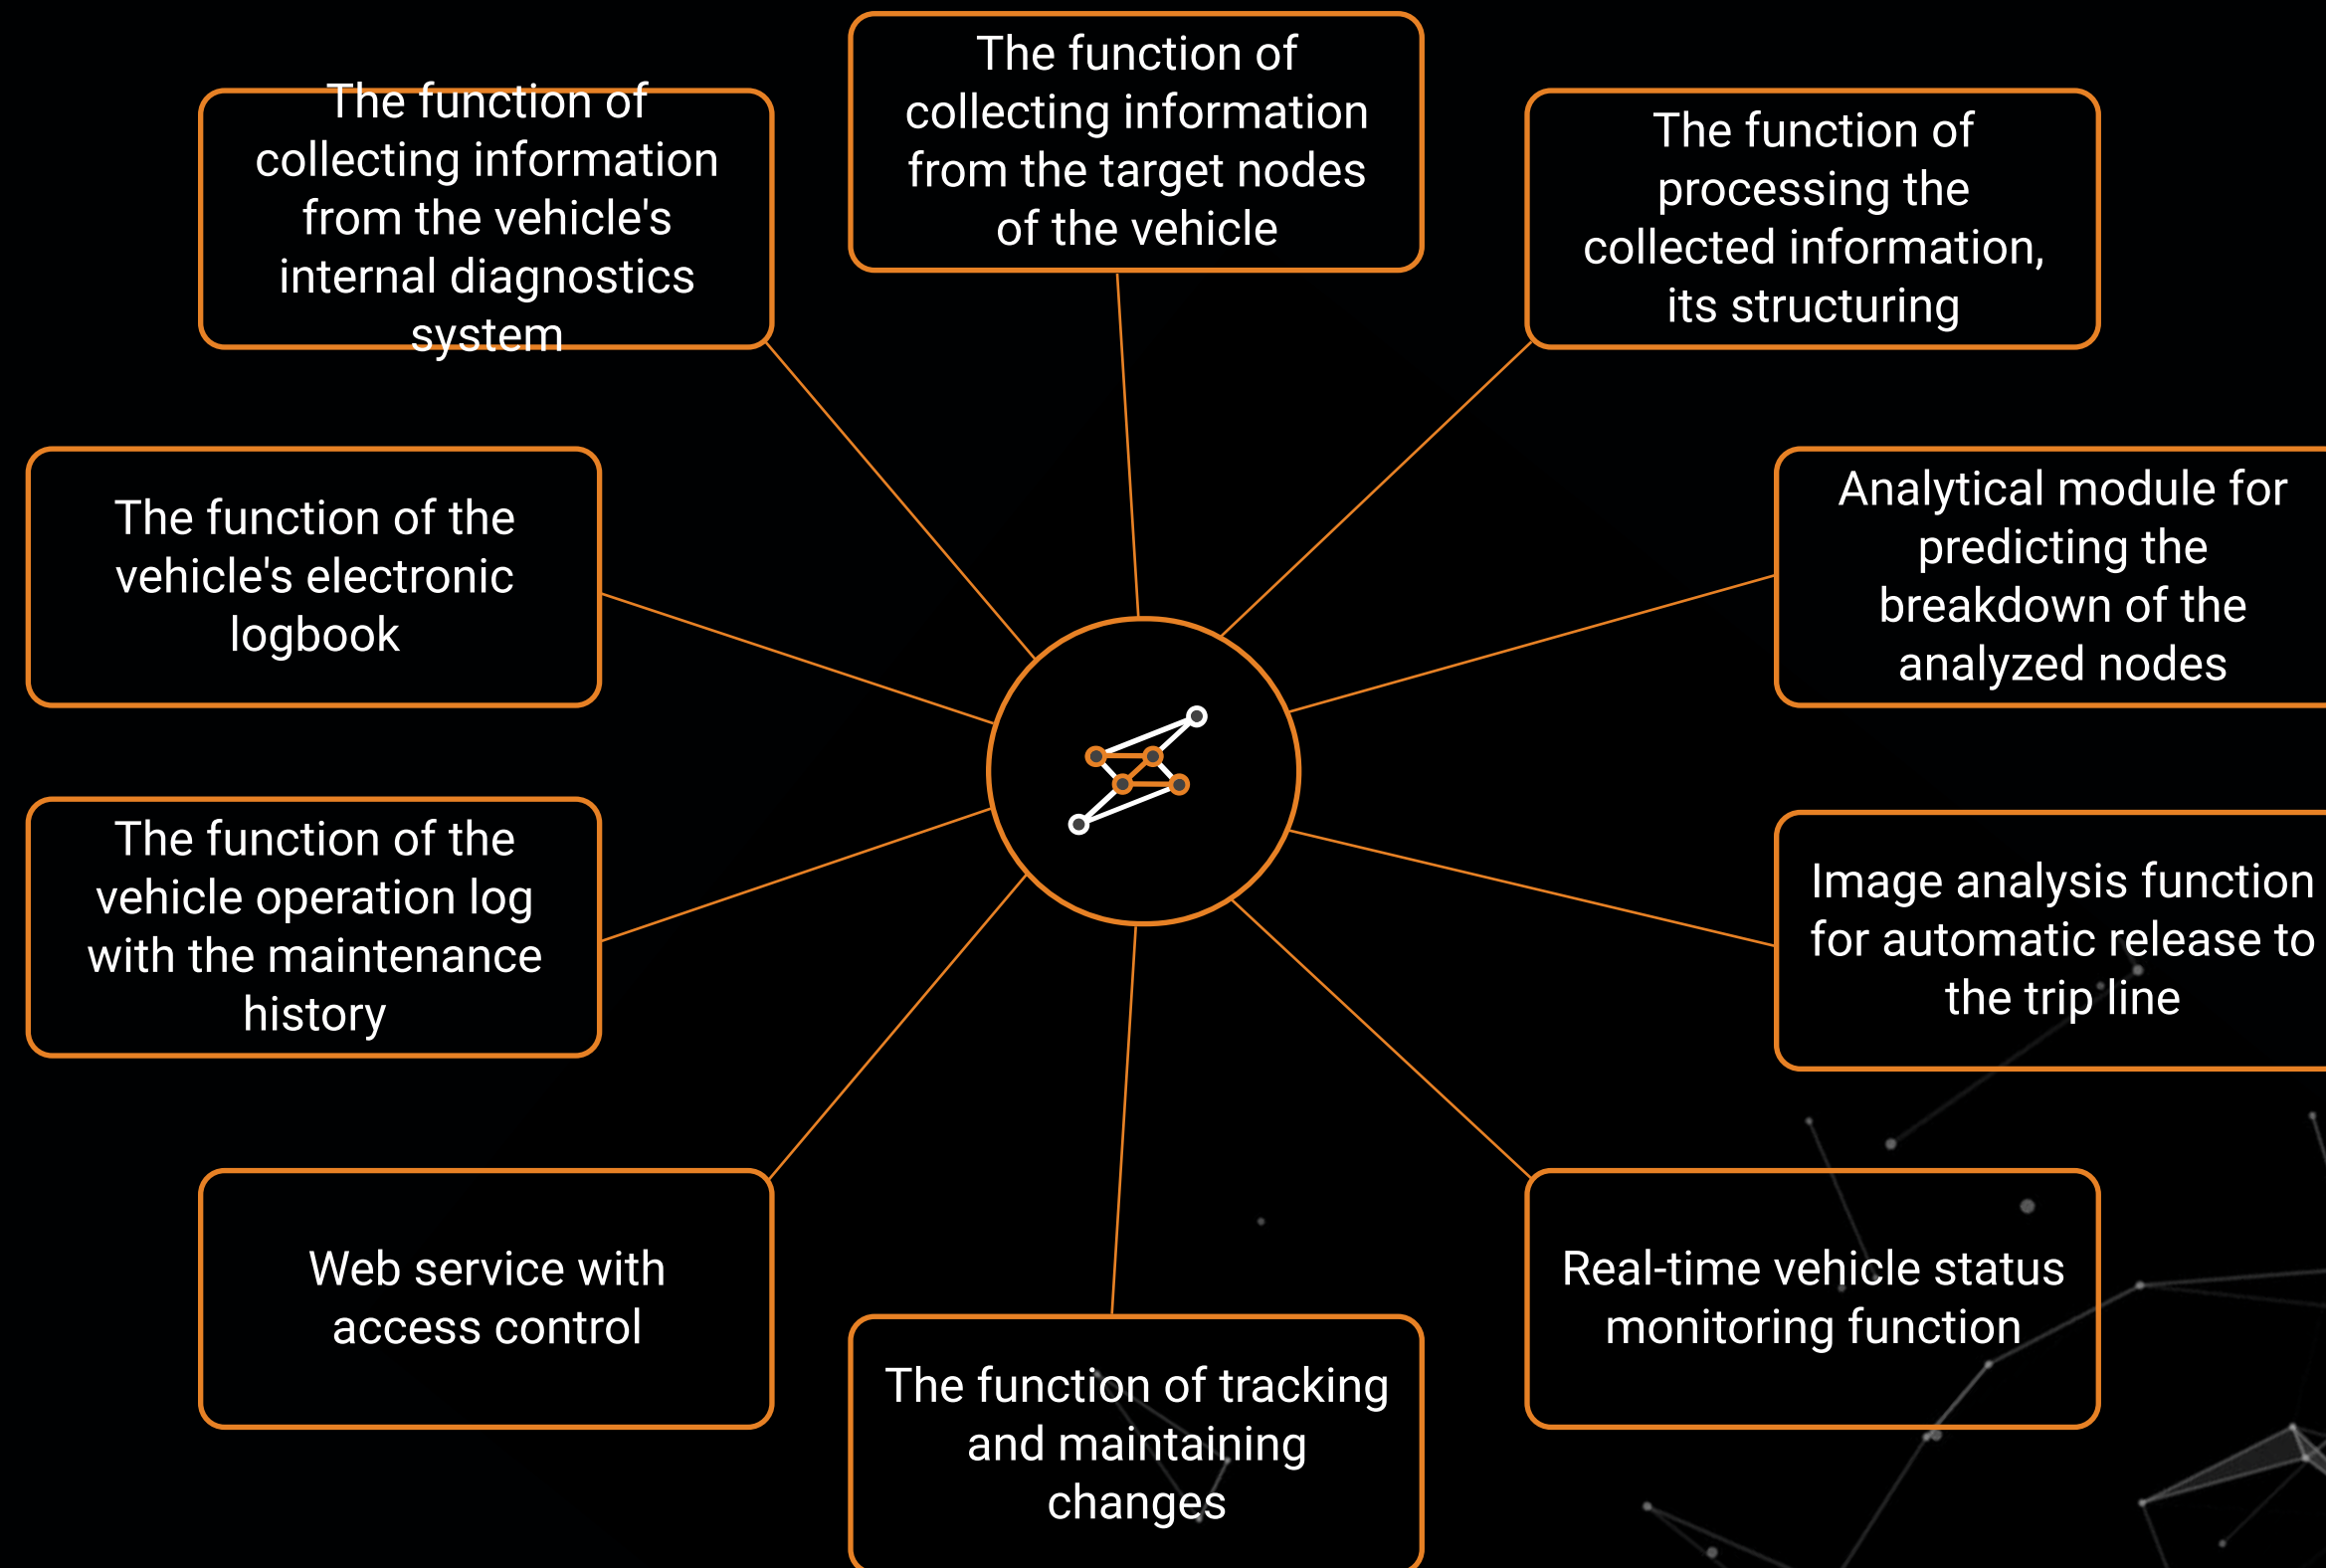 The function of
collecting information
from the vehicle's
internal diagnostics
system
The function of
collecting information
from the target nodes
of the vehicle
The function of
processing the
collected information,
its structuring
The function of the
vehicle's electronic
logbook
Analytical module for
predicting the
breakdown of the
analyzed nodes
The function of the
vehicle operation log
with the maintenance
history
Image analysis function
for automatic release to
the trip line
Web service with
access control
The function of tracking
and maintaining
changes
Real-time vehicle status
monitoring function